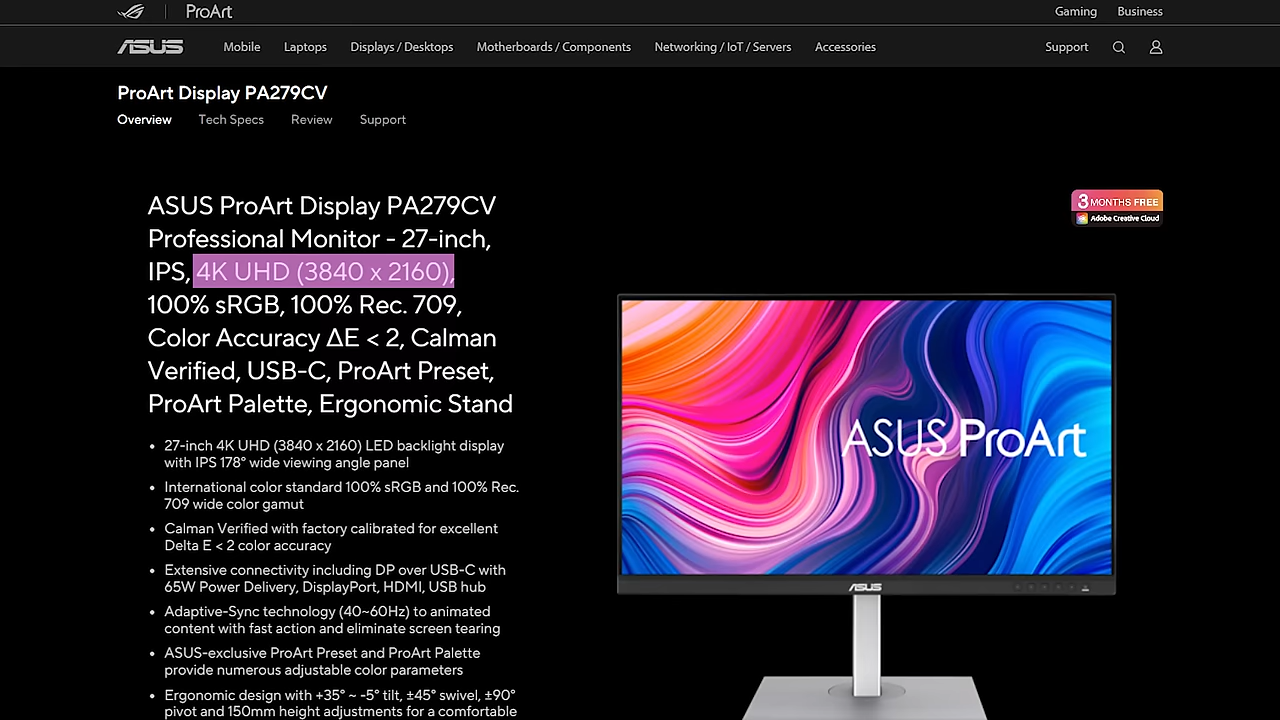 ProArt
Gaming
Business
ASUS
Mobile
Laptops
Displays / Desktops
Motherboards / Components
Networking / IoT / Servers
Accessories
Support
ProArt Display PA279CV
Overview
Tech Specs
Review
Support
ASUS ProArt Display PA279CV
Professional Monitor - 27-inch,
IPS, 4K UHD (3840 x 2160),
100% sRGB, 100% Rec. 709,
Color Accuracy ΔE < 2, Calman
Verified, USB-C, ProArt Preset,
ProArt Palette, Ergonomic Stand
• 27-inch 4K UHD (3840 x 2160) LED backlight display
with IPS 178° wide viewing angle panel
• International color standard 100% sRGB and 100% Rec.
709 wide color gamut
• Calman Verified with factory calibrated for excellent
Delta E < 2 color accuracy
• Extensive connectivity including DP over USB-C with
65W Power Delivery, DisplayPort, HDMI, USB hub
• Adaptive-Sync technology (40~60Hz) to animated
content with fast action and eliminate screen tearing
• ASUS-exclusive ProArt Preset and ProArt Palette
provide numerous adjustable color parameters
• Ergonomic design with +35° ~ -5° tilt, ±45° swivel, ±90°
pivot and 150mm height adjustments for a comfortable
3 MONTHS FREE
Adobe Creative Cloud
ASUS ProArt
ASUS